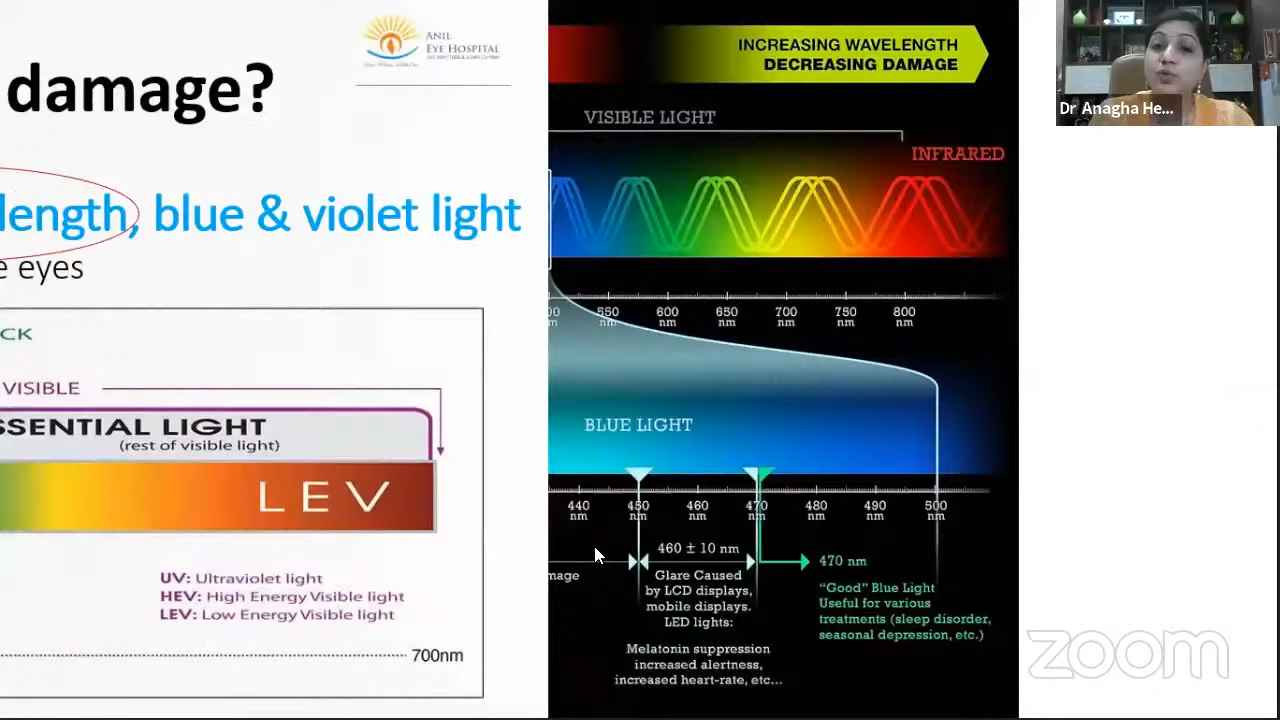 damage?
ANIL
EYE HOSPITAL
length, blue & violet light
e eyes
CK
VISIBLE
SSENTIAL LIGHT
(rest of visible light)
LEV
UV: Ultraviolet light
HEV: High Energy Visible light
LEV: Low Energy Visible light
700nm
INCREASING WAVELENGTH
DECREASING DAMAGE
VISIBLE LIGHT
INFRARED
00 550 600 650 700 750 800
m nm nm nm nm nm nm
BLUE LIGHT
440 450 460 470 480 490 500
nm nm nm nm nm nm nm
460 ± 10 nm
mage
Glare Caused
by LCD displays,
mobile displays.
LED lights:
Melatonin suppression
increased alertness,
increased heart-rate, etc...
470 nm
“Good” Blue Light
Useful for various
treatments (sleep disorder,
seasonal depression, etc.)
Dr Anagha He...
zoom